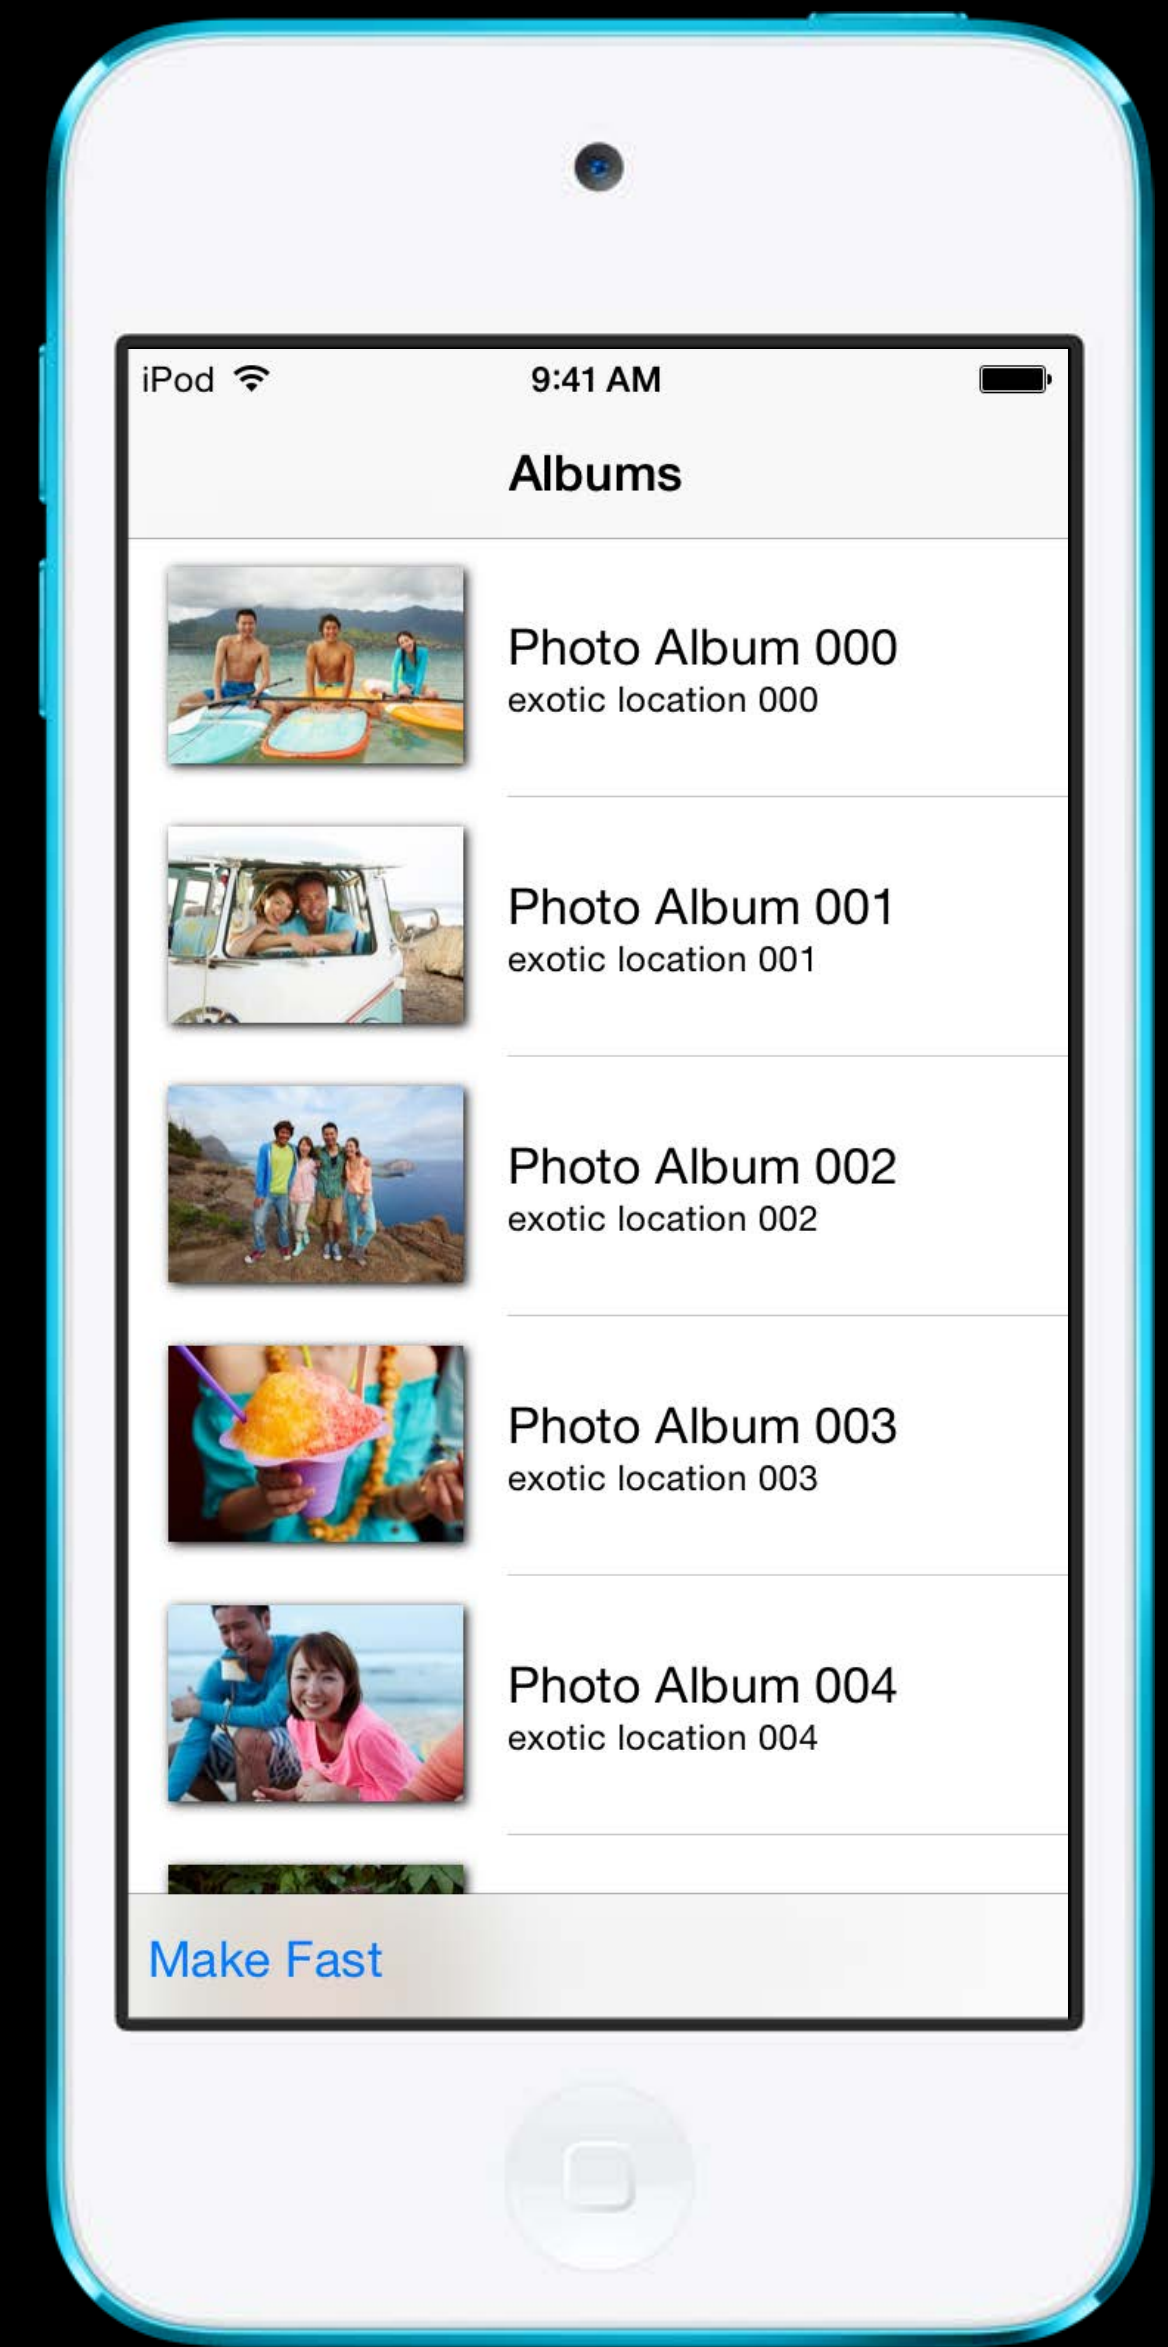 iPod
9:41 AM
Albums
Photo Album 000
exotic location 000
Photo Album 001
exotic location 001
Photo Album 002
exotic location 002
Photo Album 003
exotic location 003
Photo Album 004
exotic location 004
Make Fast